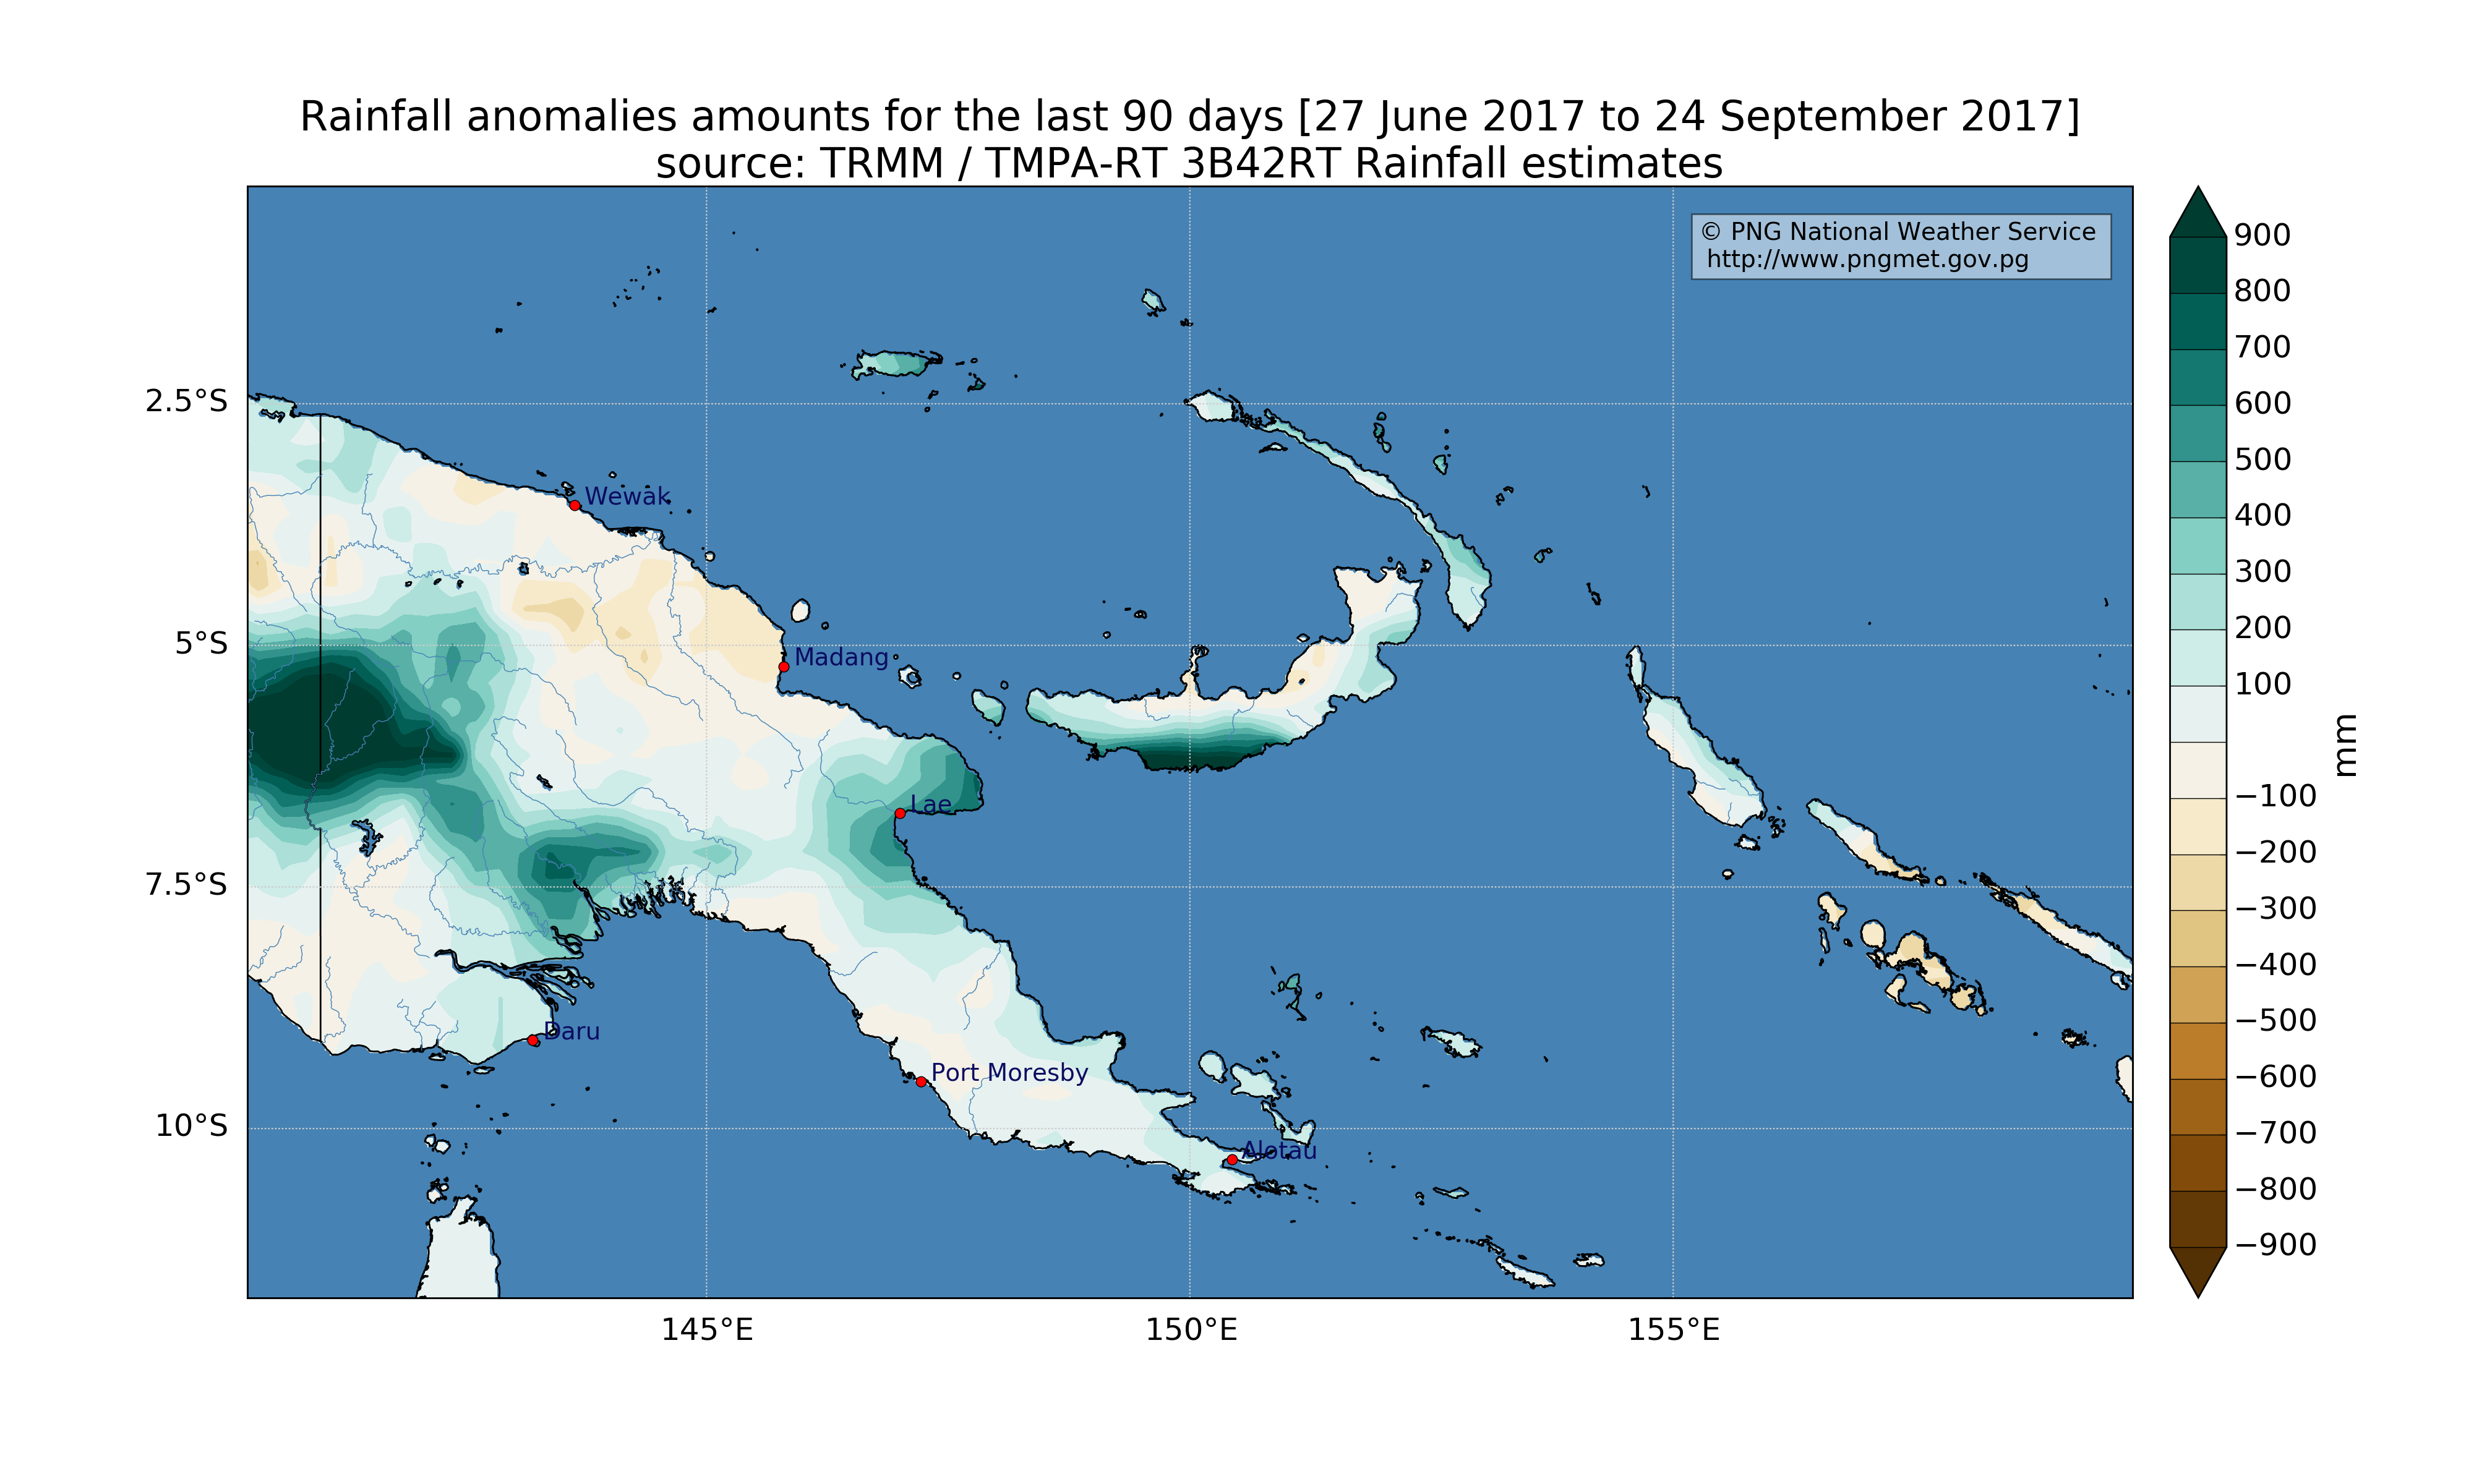 Rainfall anomalies amounts for the last 90 days [27 June 2017 to 24 September 2017]
source: TRMM / TMPA-RT 3B42RT Rainfall estimates
© PNG National Weather Service
http://www.pngmet.gov.pg
2.5°S
5°S
7.5°S
10°S
Wewak
Madang
Lae
Daru
Port Moresby
Alotau
145°E
150°E
155°E
900
800
700
600
500
400
300
200
100
−100
−200
−300
−400
−500
−600
−700
−800
−900
mm